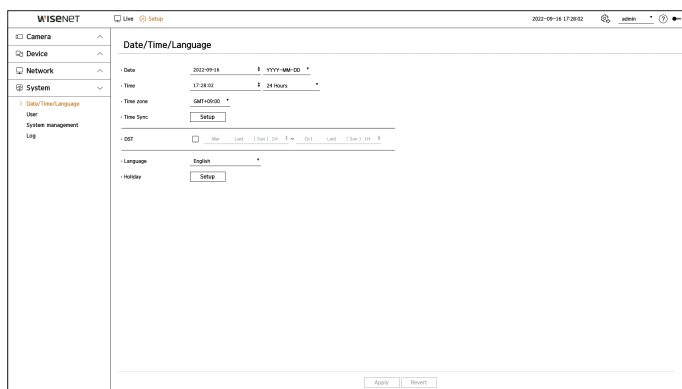 WISENET Live Setup 2022-09-16 17:28:02 admin ?
Camera
Date/Time/Language
Device
Network
· Date 2022-09-16 YYYY-MM-DD
System
· Time 17:28:02 24 Hours
> Date/Time/Language
· Time zone GMT+09:00
User
· Time Sync Setup
System management
Log
· DST Mar Last (Sun) 1H ~ Oct Last (Sun) 1H
· Language English
· Holiday Setup
Apply Revert